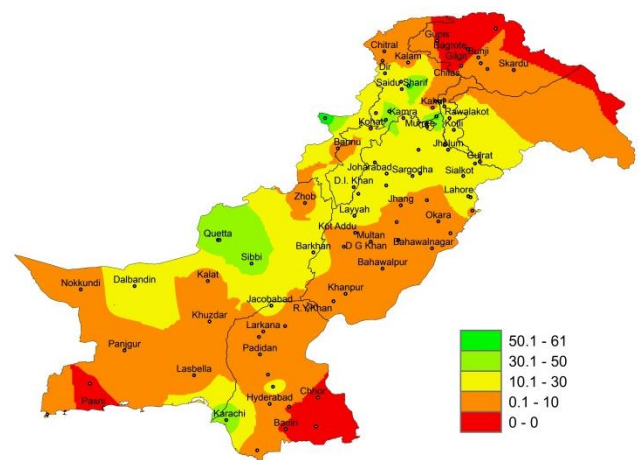 Gupis
Chitral
Bagrote
Kalam
Gilgit
Bunji
Dir
Chilas
Skardu
Saidu Sharif
Kakul
Kamra
Rawalakot
Kohat
Kotli
Bannu
Jhelum
Gujrat
Joharabad
Sargodha
Sialkot
D.I. Khan
Lahore
Zhob
Jhang
Layyah
Okara
Kot Addu
Quetta
Multan
Barkhan
D G Khan
Bahawalnagar
Sibbi
Bahawalpur
Kalat
Dalbandin
Nokkundi
Khanpur
Jacobabad
R.Y.Khan
Khuzdar
Larkana
Panjgur
Padidan
Lasbella
Chhor
Pasni
Hyderabad
Karachi
Badin
50.1 - 61
30.1 - 50
10.1 - 30
0.1 - 10
0 - 0